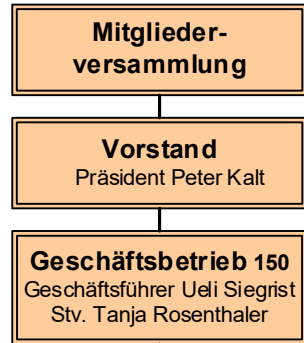 Mitglieder-
versammlung
Vorstand
Präsident Peter Kalt
Geschäftsbetrieb 150
Geschäftsführer Ueli Siegrist
Stv. Tanja Rosenthaler